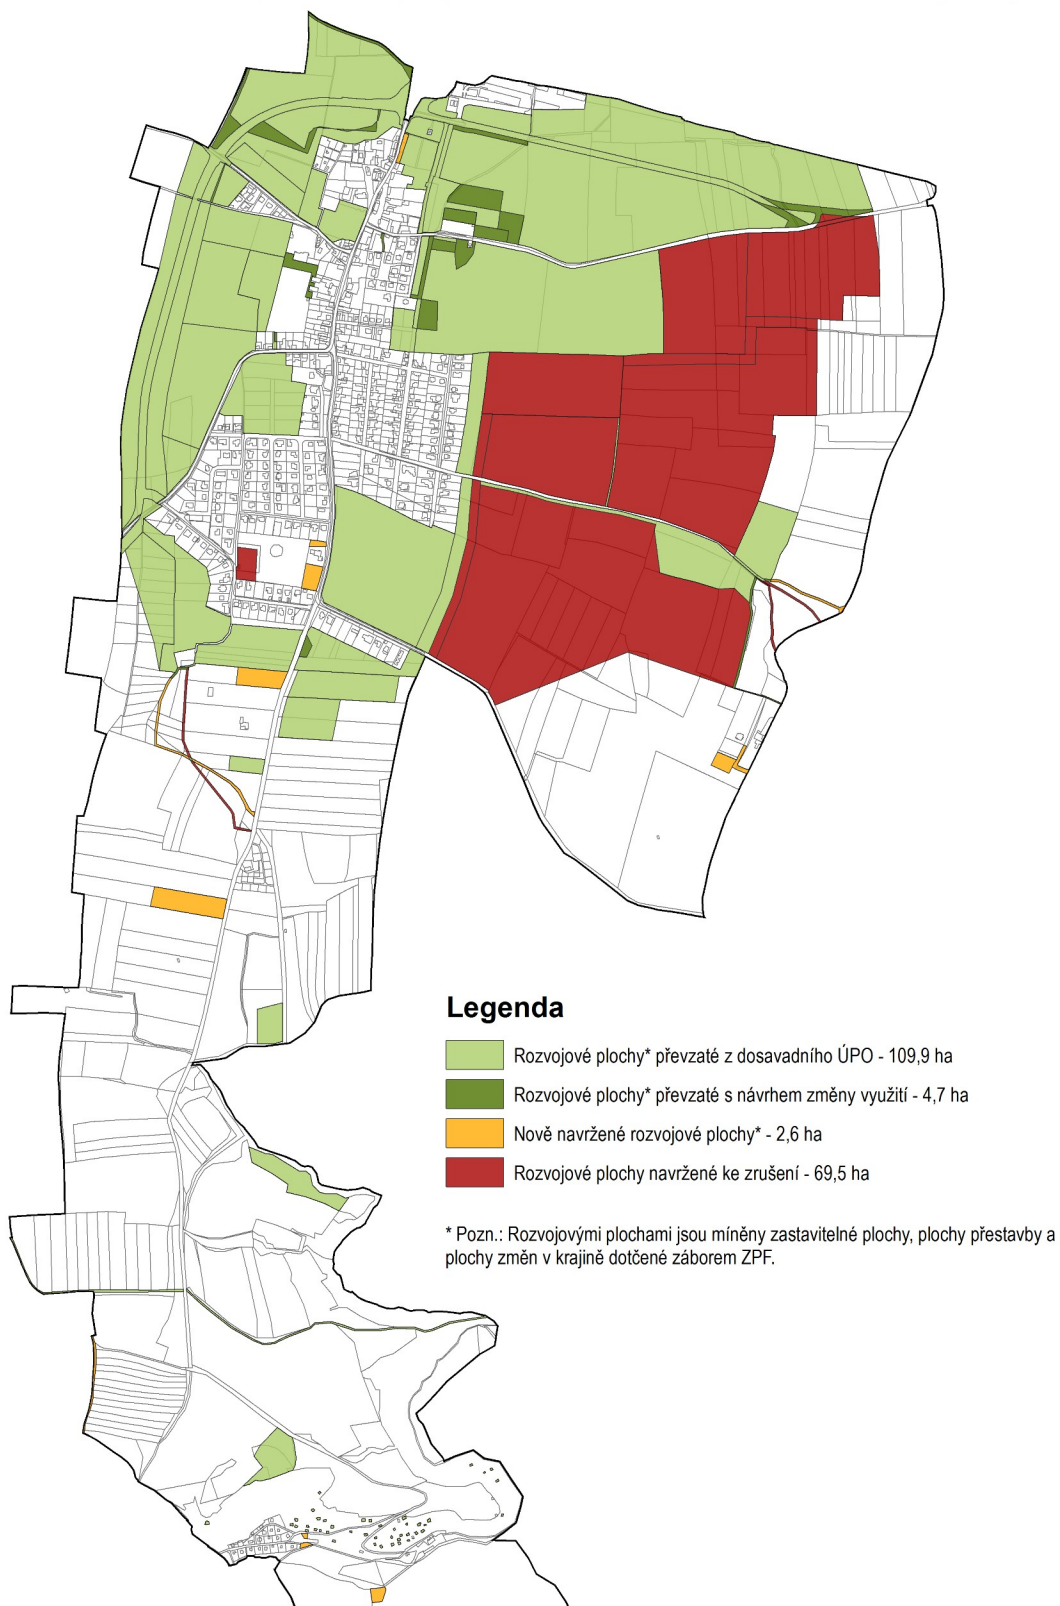 Legenda
Rozvojové plochy* převzaté z dosavadního ÚPO - 109,9 ha
Rozvojové plochy* převzaté s návrhem změny využití - 4,7 ha
Nově navržené rozvojové plochy* - 2,6 ha
Rozvojové plochy navržené ke zrušení - 69,5 ha
* Pozn.: Rozvojovými plochami jsou míněny zastavitelné plochy, plochy přestavby a
plochy změn v krajině dotčené záborem ZPF.